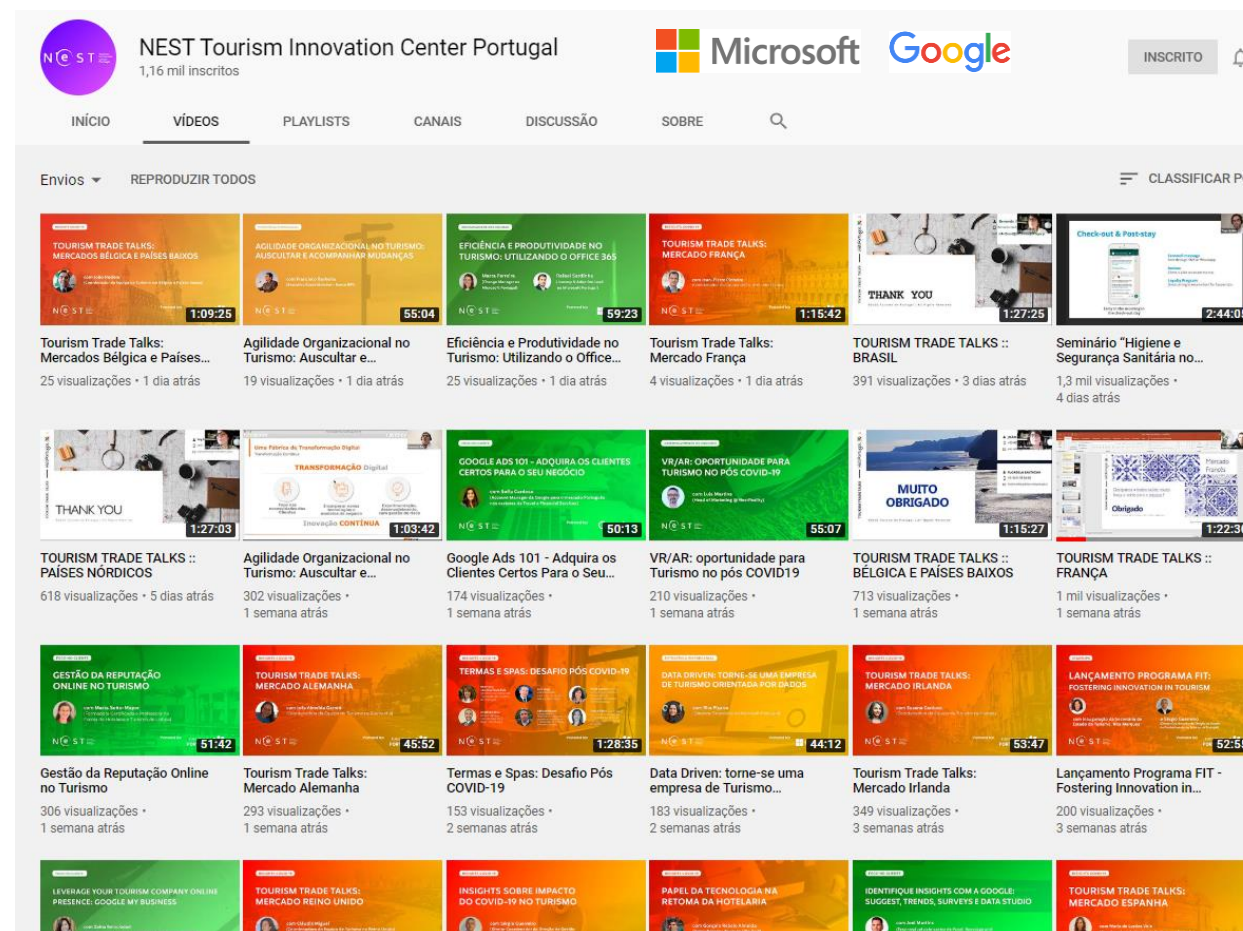 NEST Tourism Innovation Center Portugal
1,16 mil inscritos
Microsoft Google
INSCRITO
INÍCIO VÍDEOS PLAYLISTS CANAIS DISCUSSÃO SOBRE
Envios REPRODUZIR TODOS
CLASSIFICAR
TOURISM TRADE TALKS:
MERCADOS BÉLGICA E PAÍSES BAIXOS
1:09:25
AGILIDADE ORGANIZACIONAL NO TURISMO:
AUSCULTAR E ACOMPANHAR MUDANÇAS
55:04
EFICIÊNCIA E PRODUTIVIDADE NO
TURISMO: UTILIZANDO O OFFICE 365
59:23
TOURISM TRADE TALKS:
MERCADO FRANÇA
1:15:42
THANK YOU
1:27:25
Check-out & Post-stay
2:44:05
Tourism Trade Talks:
Mercados Bélgica e Países...
25 visualizações • 1 dia atrás
Agilidade Organizacional no
Turismo: Auscultar e...
19 visualizações • 1 dia atrás
Eficiência e Produtividade no
Turismo: Utilizando o Office...
25 visualizações • 1 dia atrás
Tourism Trade Talks:
Mercado França
4 visualizações • 1 dia atrás
TOURISM TRADE TALKS ::
BRASIL
391 visualizações • 3 dias atrás
Seminário “Higiene e
Segurança Sanitária no...
1,3 mil visualizações •
4 dias atrás
THANK YOU
1:27:03
Uma Fábrica de Transformação Digital
TRANSFORMAÇÃO Digital
Inovação CONTÍNUA
1:03:42
GOOGLE ADS 101 - ADQUIRA OS CLIENTES
CERTOS PARA O SEU NEGÓCIO
50:13
VR/AR: OPORTUNIDADE PARA
TURISMO NO PÓS COVID-19
55:07
MUITO
OBRIGADO
1:15:27
Mercado
Francês
Obrigado
1:22:30
TOURISM TRADE TALKS ::
PAÍSES NÓRDICOS
618 visualizações • 5 dias atrás
Agilidade Organizacional no
Turismo: Auscultar e...
302 visualizações •
1 semana atrás
Google Ads 101 - Adquira os
Clientes Certos Para o Seu...
174 visualizações •
1 semana atrás
VR/AR: oportunidade para
Turismo no pós COVID19
210 visualizações •
1 semana atrás
TOURISM TRADE TALKS ::
BÉLGICA E PAÍSES BAIXOS
713 visualizações •
1 semana atrás
TOURISM TRADE TALKS ::
FRANÇA
1 mil visualizações •
1 semana atrás
GESTÃO DA REPUTAÇÃO
ONLINE NO TURISMO
51:42
TOURISM TRADE TALKS:
MERCADO ALEMANHA
45:52
TERMAS E SPAS: DESAFIO PÓS COVID-19
1:28:35
DATA DRIVEN: TORNE-SE UMA EMPRESA
DE TURISMO ORIENTADA POR DADOS
44:12
TOURISM TRADE TALKS:
MERCADO IRLANDA
53:47
LANÇAMENTO PROGRAMA FIT:
FOSTERING INNOVATION IN TOURISM
52:55
Gestão da Reputação Online
no Turismo
306 visualizações •
1 semana atrás
Tourism Trade Talks:
Mercado Alemanha
293 visualizações •
1 semana atrás
Termas e Spas: Desafio Pós
COVID-19
153 visualizações •
2 semanas atrás
Data Driven: torne-se uma
empresa de Turismo...
183 visualizações •
2 semanas atrás
Tourism Trade Talks:
Mercado Irlanda
349 visualizações •
3 semanas atrás
Lançamento Programa FIT -
Fostering Innovation in...
200 visualizações •
3 semanas atrás
LEVERAGE YOUR TOURISM COMPANY ONLINE
PRESENCE: GOOGLE MY BUSINESS
TOURISM TRADE TALKS:
MERCADO REINO UNIDO
INSIGHTS SOBRE IMPACTO
DO COVID-19 NO TURISMO
PAPEL DA TECNOLOGIA NA
RETOMA DA HOTELARIA
IDENTIFIQUE INSIGHTS COM A GOOGLE:
SUGGEST, TRENDS, SURVEYS E DATA STUDIO
TOURISM TRADE TALKS:
MERCADO ESPANHA